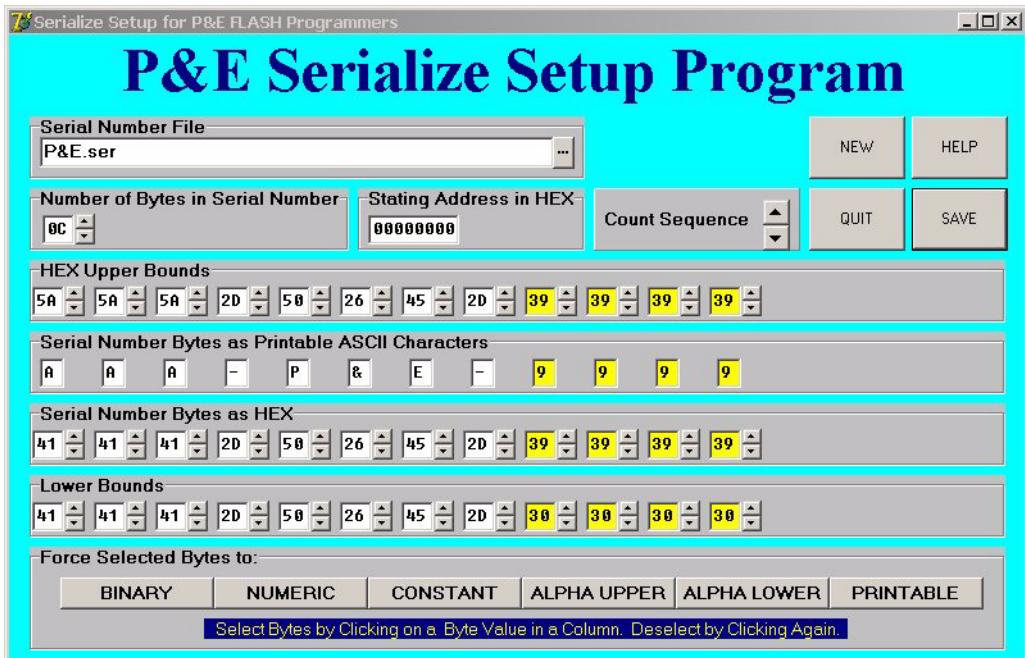 Serialize Setup for P&E FLASH Programmers
P&E Serialize Setup Program
Serial Number File
P&E.ser ...
NEW HELP
Number of Bytes in Serial Number Stating Address in HEX
0C 00000000 Count Sequence QUIT SAVE
HEX Upper Bounds
5A 5A 5A 2D 50 26 45 2D 39 39 39 39
Serial Number Bytes as Printable ASCII Characters
A A A - P & E - 9 9 9 9
Serial Number Bytes as HEX
41 41 41 2D 50 26 45 2D 39 39 39 39
Lower Bounds
41 41 41 2D 50 26 45 2D 30 30 30 30
Force Selected Bytes to:
BINARY NUMERIC CONSTANT ALPHA UPPER ALPHA LOWER PRINTABLE
Select Bytes by Clicking on a Byte Value in a Column. Deselect by Clicking Again.